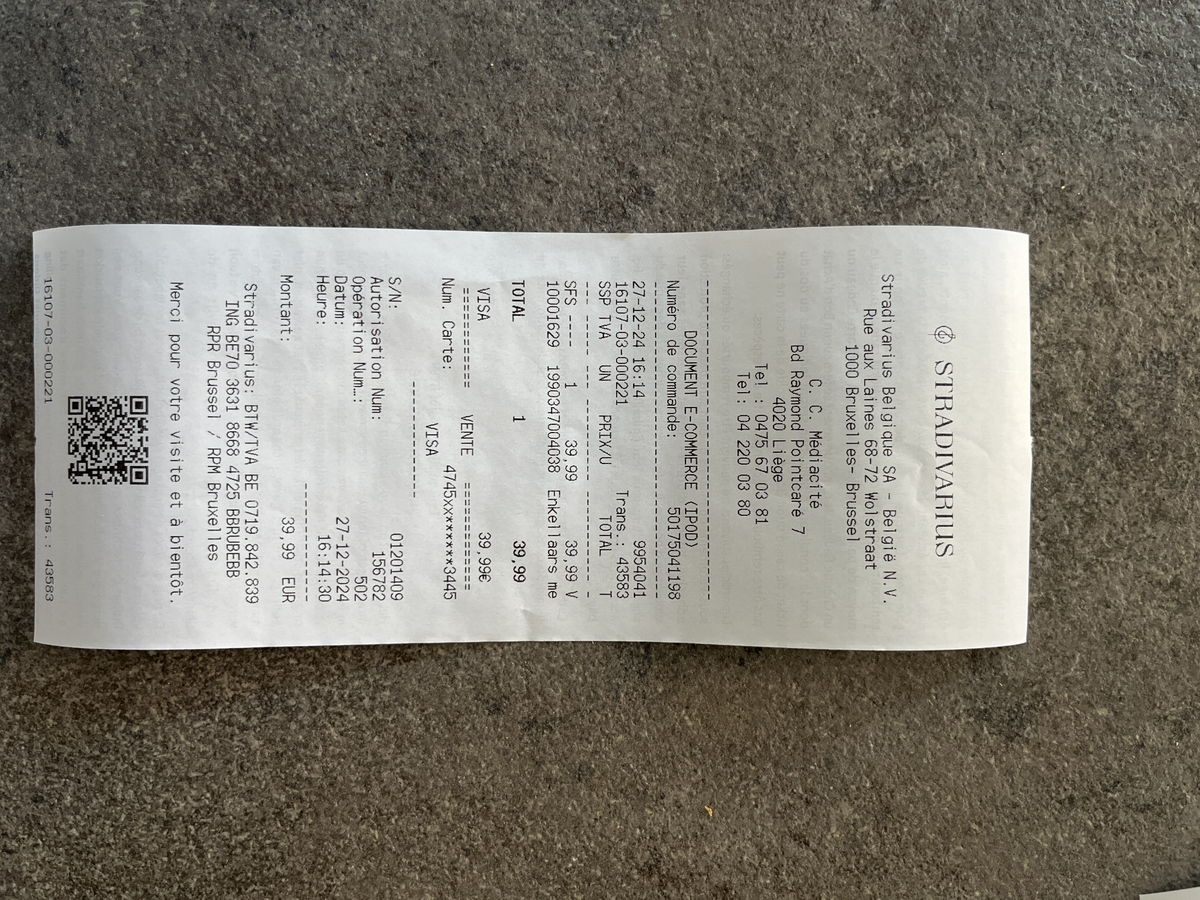 STRADIVARIUS
Stradivarius Belgique SA - België N.V.
Rue aux Laines 68-72 Wolstraat
1000 Bruxelles- Brussel
C. C. Médiacité
Bd Raymond Pointcaré 7
4020 Liège
Tel : 0475 67 03 81
Tel: 04 220 03 80
--------------------------------------
DOCUMENT E-COMMERCE (IPOD)
Numéro de commande: 50175041198
--------------------------------------
27-12-24 16:14 9954041
16107-03-000221 Trans.: 43583
SSP TVA UN PRIX/U TOTAL T
--- ---- --- ---------- -------- -
SFS ---- 1 39,99 39,99 V
10001629 1990347004038 Enkellaars me
TOTAL 1 39,99
VISA 39,99€
============ VENTE =============
Num. Carte: 4745xx******3445
VISA
--------------
S/N: 01201409
Autorisation Num: 156782
Opération Num…: 502
Datum: 27-12-2024
Heure: 16:14:30
--------------
Montant: 39,99 EUR
Stradivarius: BTW/TVA BE 0719.842.839
ING BE70 3631 8668 4725 BBRUBEBB
RPR Brussel / RPM Bruxelles
Merci pour votre visite et à bientôt.
16107-03-000221 Trans.: 43583